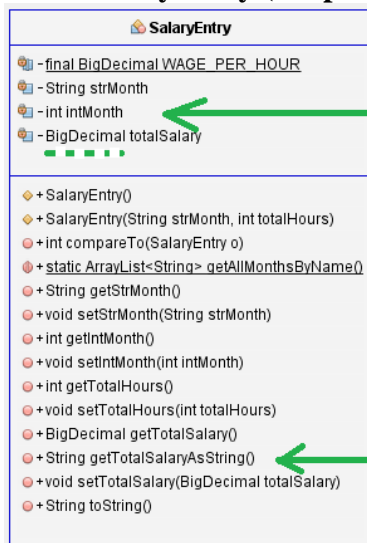 SalaryEntry
- final BigDecimal WAGE_PER_HOUR
- String strMonth
- int intMonth
- BigDecimal totalSalary
+ SalaryEntry()
+ SalaryEntry(String strMonth, int totalHours)
+ int compareTo(SalaryEntry o)
+ static ArrayList<String> getAllMonthsByName()
+ String getStrMonth()
+ void setStrMonth(String strMonth)
+ int getIntMonth()
+ void setIntMonth(int intMonth)
+ int getTotalHours()
+ void setTotalHours(int totalHours)
+ BigDecimal getTotalSalary()
+ String getTotalSalaryAsString()
+ void setTotalSalary(BigDecimal totalSalary)
+ String toString()